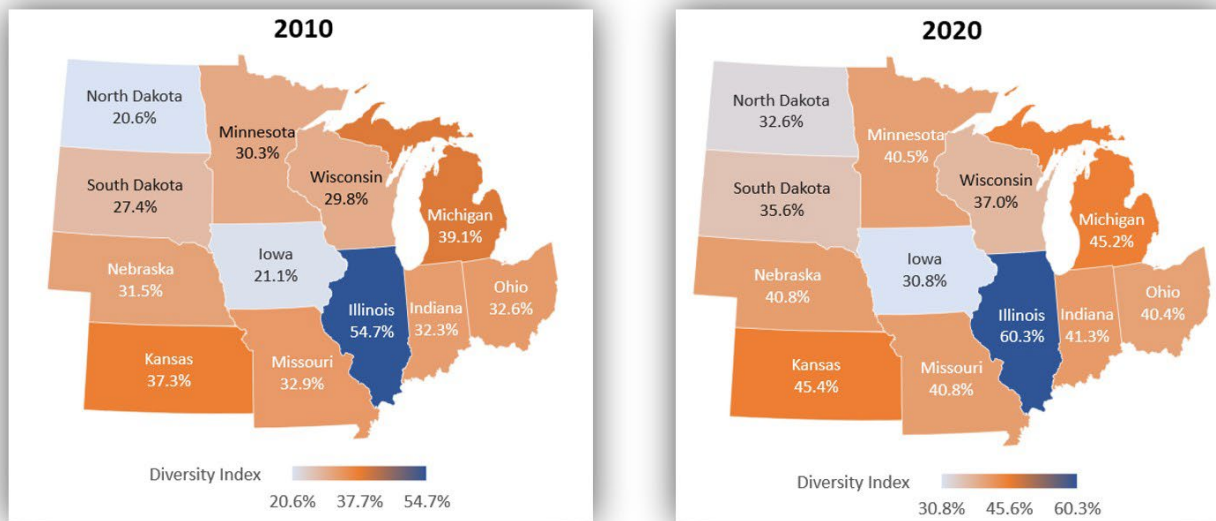 2010
North Dakota
20.6%
Minnesota
30.3%
South Dakota
27.4%
Wisconsin
29.8%
Michigan
39.1%
Nebraska
31.5%
Iowa
21.1%
Illinois
54.7%
Indiana
32.3%
Ohio
32.6%
Kansas
37.3%
Missouri
32.9%
Diversity Index
20.6% 37.7% 54.7%
2020
North Dakota
32.6%
Minnesota
40.5%
South Dakota
35.6%
Wisconsin
37.0%
Michigan
45.2%
Nebraska
40.8%
Iowa
30.8%
Illinois
60.3%
Indiana
41.3%
Ohio
40.4%
Kansas
45.4%
Missouri
40.8%
Diversity Index
30.8% 45.6% 60.3%